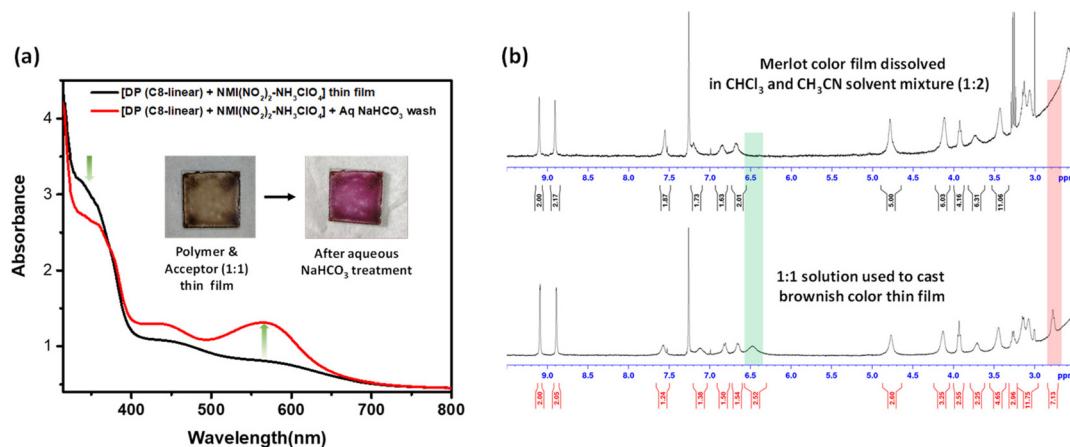 (a)
[DP (C8-linear) + NMI(NO₂)₂-NH₃ClO₄] thin film
[DP (C8-linear) + NMI(NO₂)₂-NH₃ClO₄] + Aq NaHCO₃ wash
4
3
2
1
Absorbance
Polymer &
Acceptor (1:1)
thin film
After aqueous
NaHCO₃ treatment
400 500 600 700 800
Wavelength(nm)
(b)
Merlot color film dissolved
in CHCl₃ and CH₃CN solvent mixture (1:2)
9.0 8.5 8.0 7.5 7.0 6.5 6.0 5.5 5.0 4.5 4.0 3.5 3.0 ppm
2.00 2.17 1.87 1.73 1.63 2.01 5.00 6.03 4.16 6.31 11.06
1:1 solution used to cast
brownish color thin film
9.0 8.5 8.0 7.5 7.0 6.5 6.0 5.5 5.0 4.5 4.0 3.5 3.0 ppm
2.00 2.05 1.24 1.38 1.50 1.54 2.52 2.60 3.25 2.55 2.25 4.65 2.96 11.75 7.13